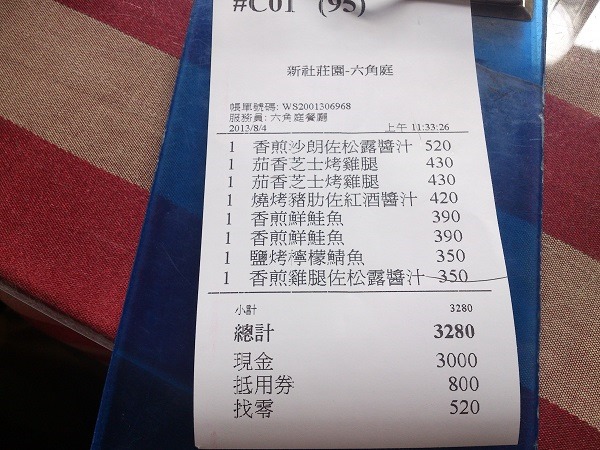 #C01 (95)
新社莊園-六角庭
帳單號碼: WS2001306968
服務員: 六角庭餐廳
2013/8/4 上午 11:33:26
1 香煎沙朗佐松露醬汁 520
1 茄香芝士烤雞腿 430
1 茄香芝士烤雞腿 430
1 燒烤豬肋佐紅酒醬汁 420
1 香煎鮮鮭魚 390
1 香煎鮮鮭魚 390
1 鹽烤檸檬鯖魚 350
1 香煎雞腿佐松露醬汁 350
小計 3280
總計 3280
現金 3000
抵用券 800
找零 520